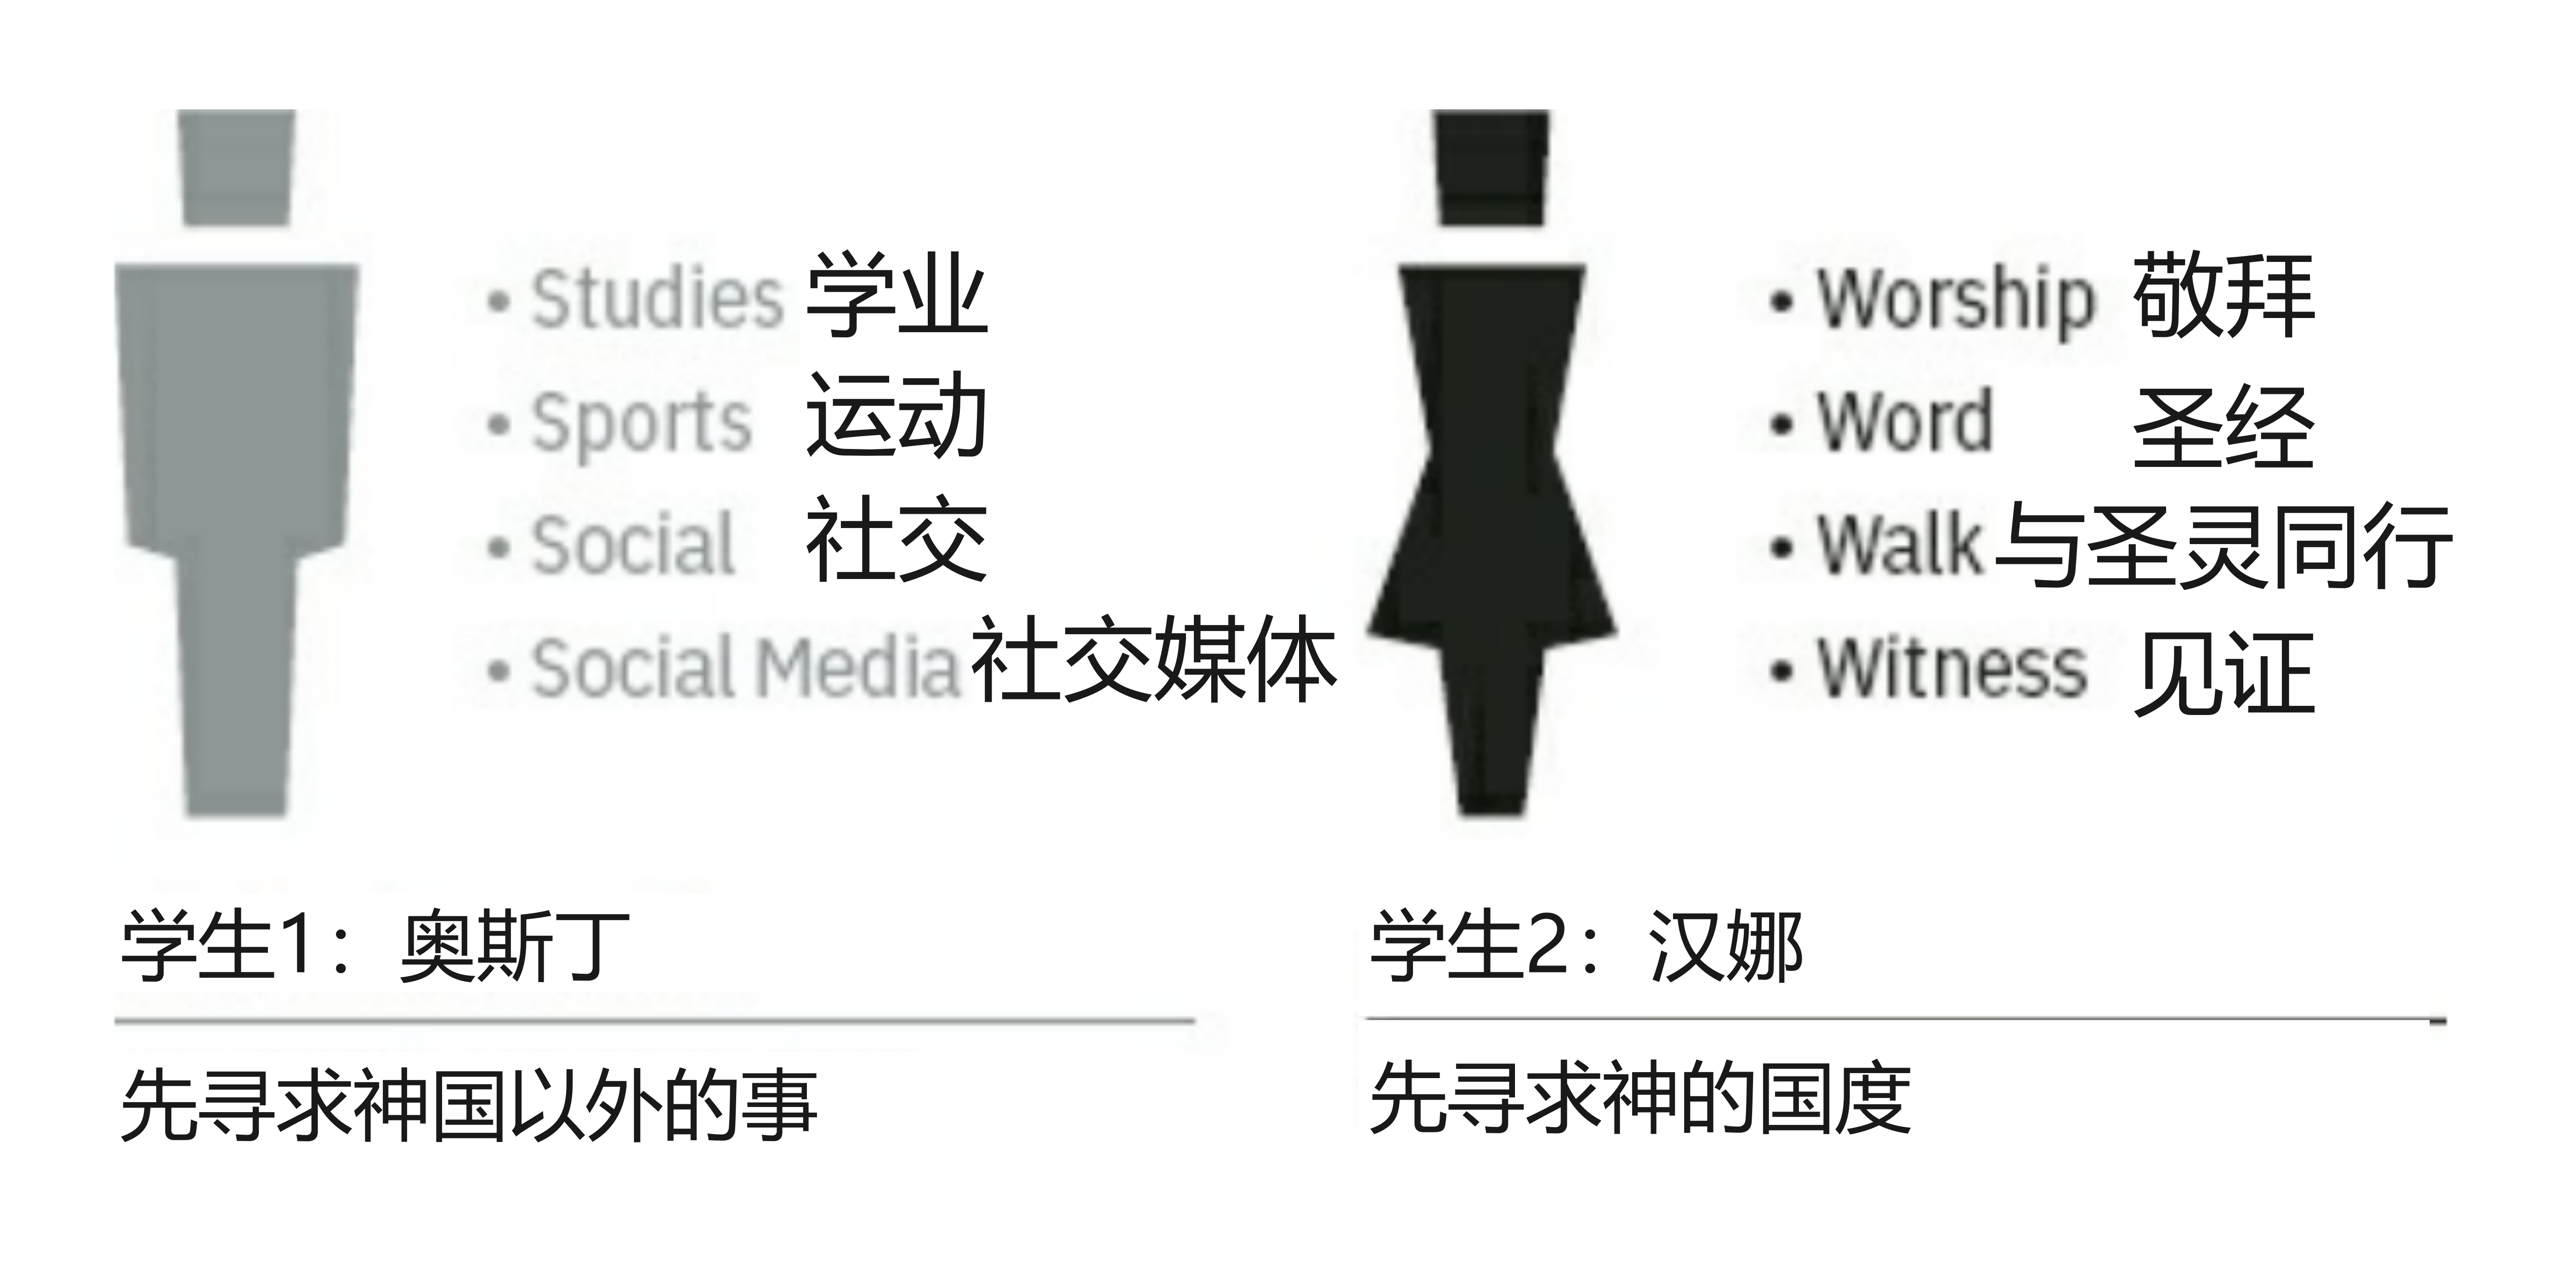 • Studies 学业
• Sports 运动
• Social 社交
• Social Media 社交媒体
学生1：奥斯丁
先寻求神国以外的事
• Worship 敬拜
• Word 圣经
• Walk 与圣灵同行
• Witness 见证
学生2：汉娜
先寻求神的国度